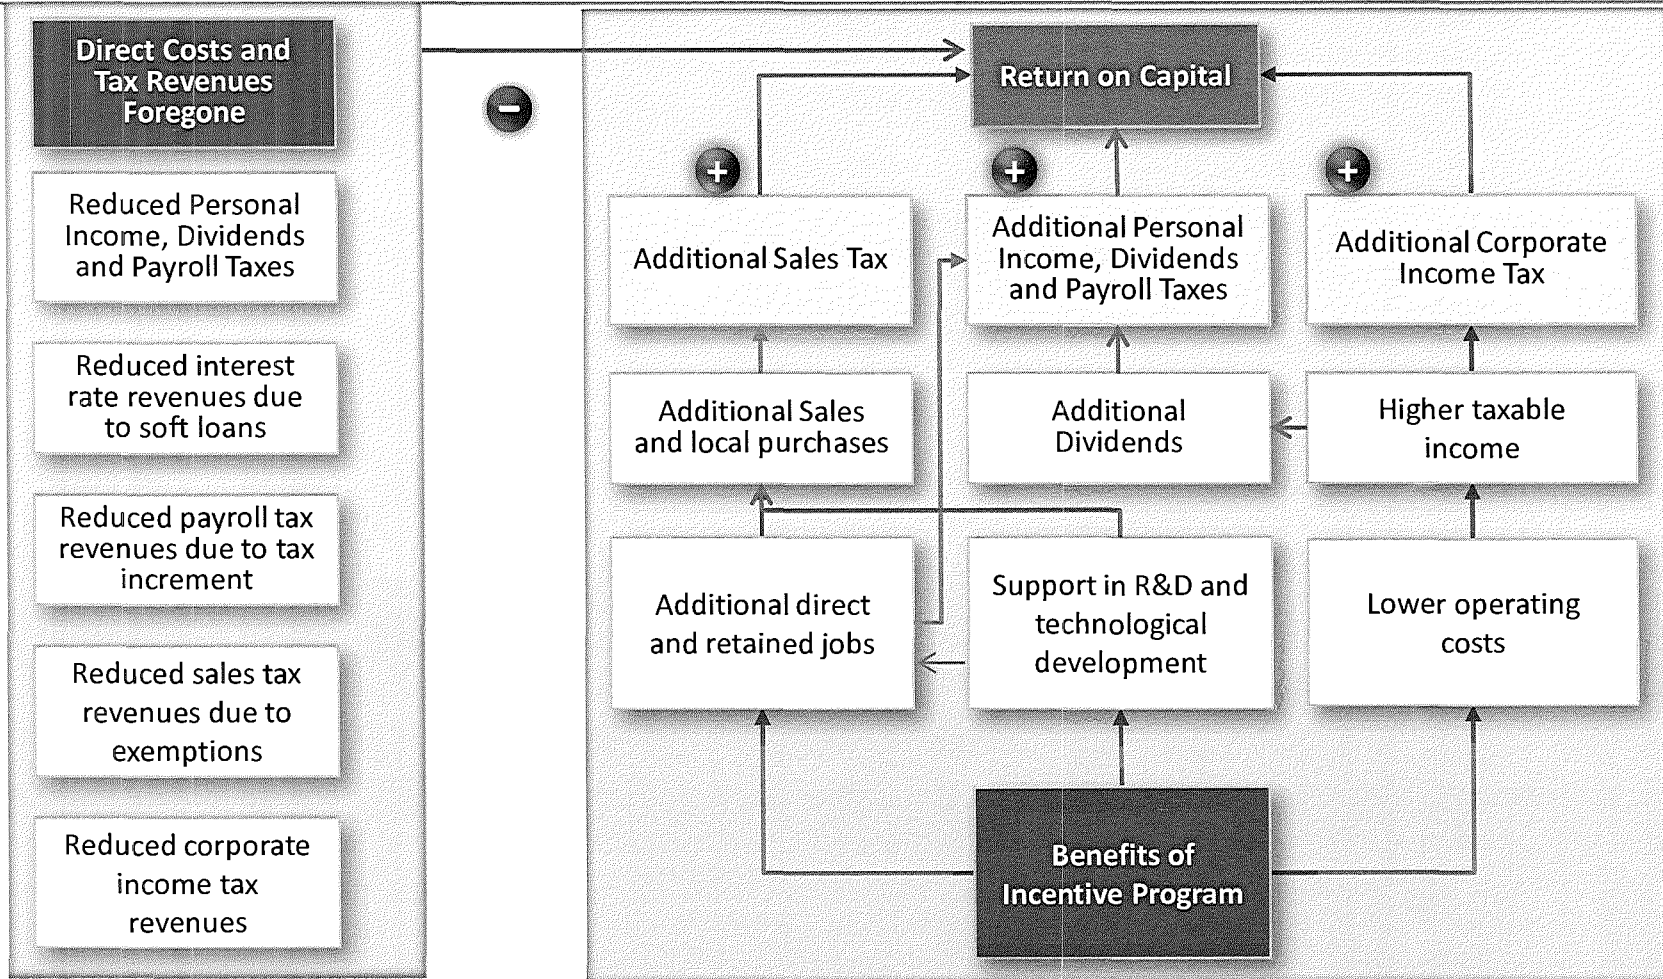 Direct Costs and
Tax Revenues
Foregone
Reduced Personal
Income, Dividends
and Payroll Taxes
Reduced interest
rate revenues due
to soft loans
Reduced payroll tax
revenues due to tax
increment
Reduced sales tax
revenues due to
exemptions
Reduced corporate
income tax
revenues
−
Return on Capital
+
+
+
Additional Sales Tax
Additional Personal
Income, Dividends
and Payroll Taxes
Additional Corporate
Income Tax
Additional Sales
and local purchases
Additional
Dividends
Higher taxable
income
Additional direct
and retained jobs
Support in R&D and
technological
development
Lower operating
costs
Benefits of
Incentive Program